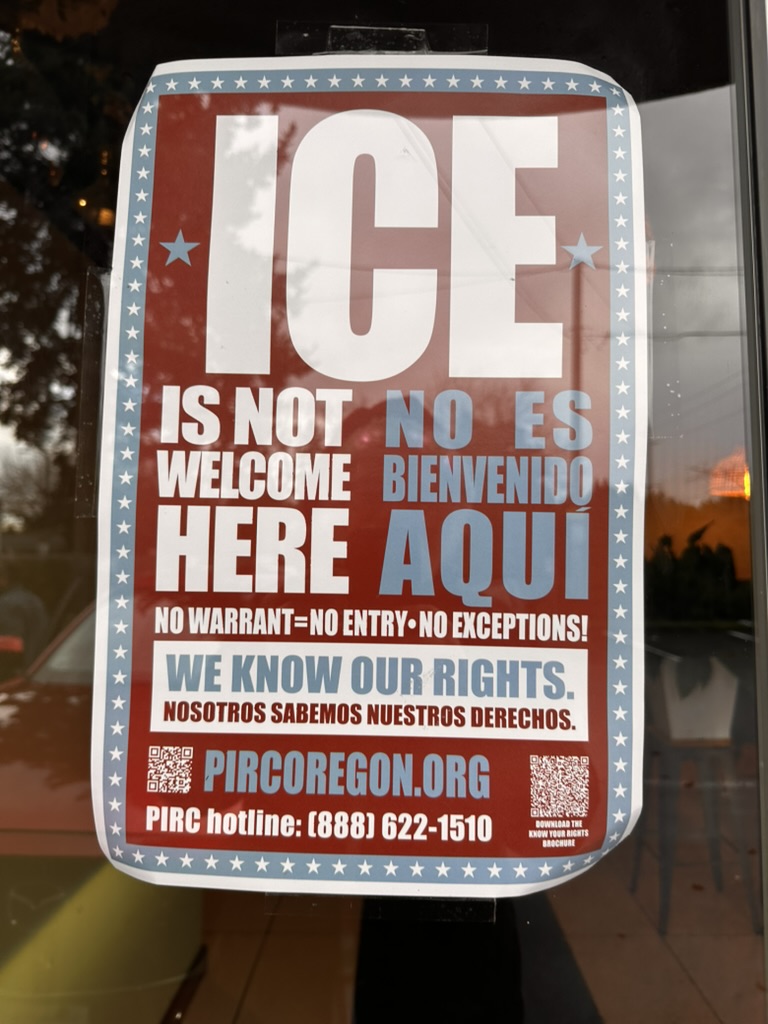 ICE
IS NOT
WELCOME
HERE
NO ES
BIENVENIDO
AQUÍ
NO WARRANT=NO ENTRY•NO EXCEPTIONS!
WE KNOW OUR RIGHTS.
NOSOTROS SABEMOS NUESTROS DERECHOS.
PIRCOREGON.ORG
PIRC hotline: (888) 622-1510
DOWNLOAD THE
KNOW YOUR RIGHTS
BROCHURE